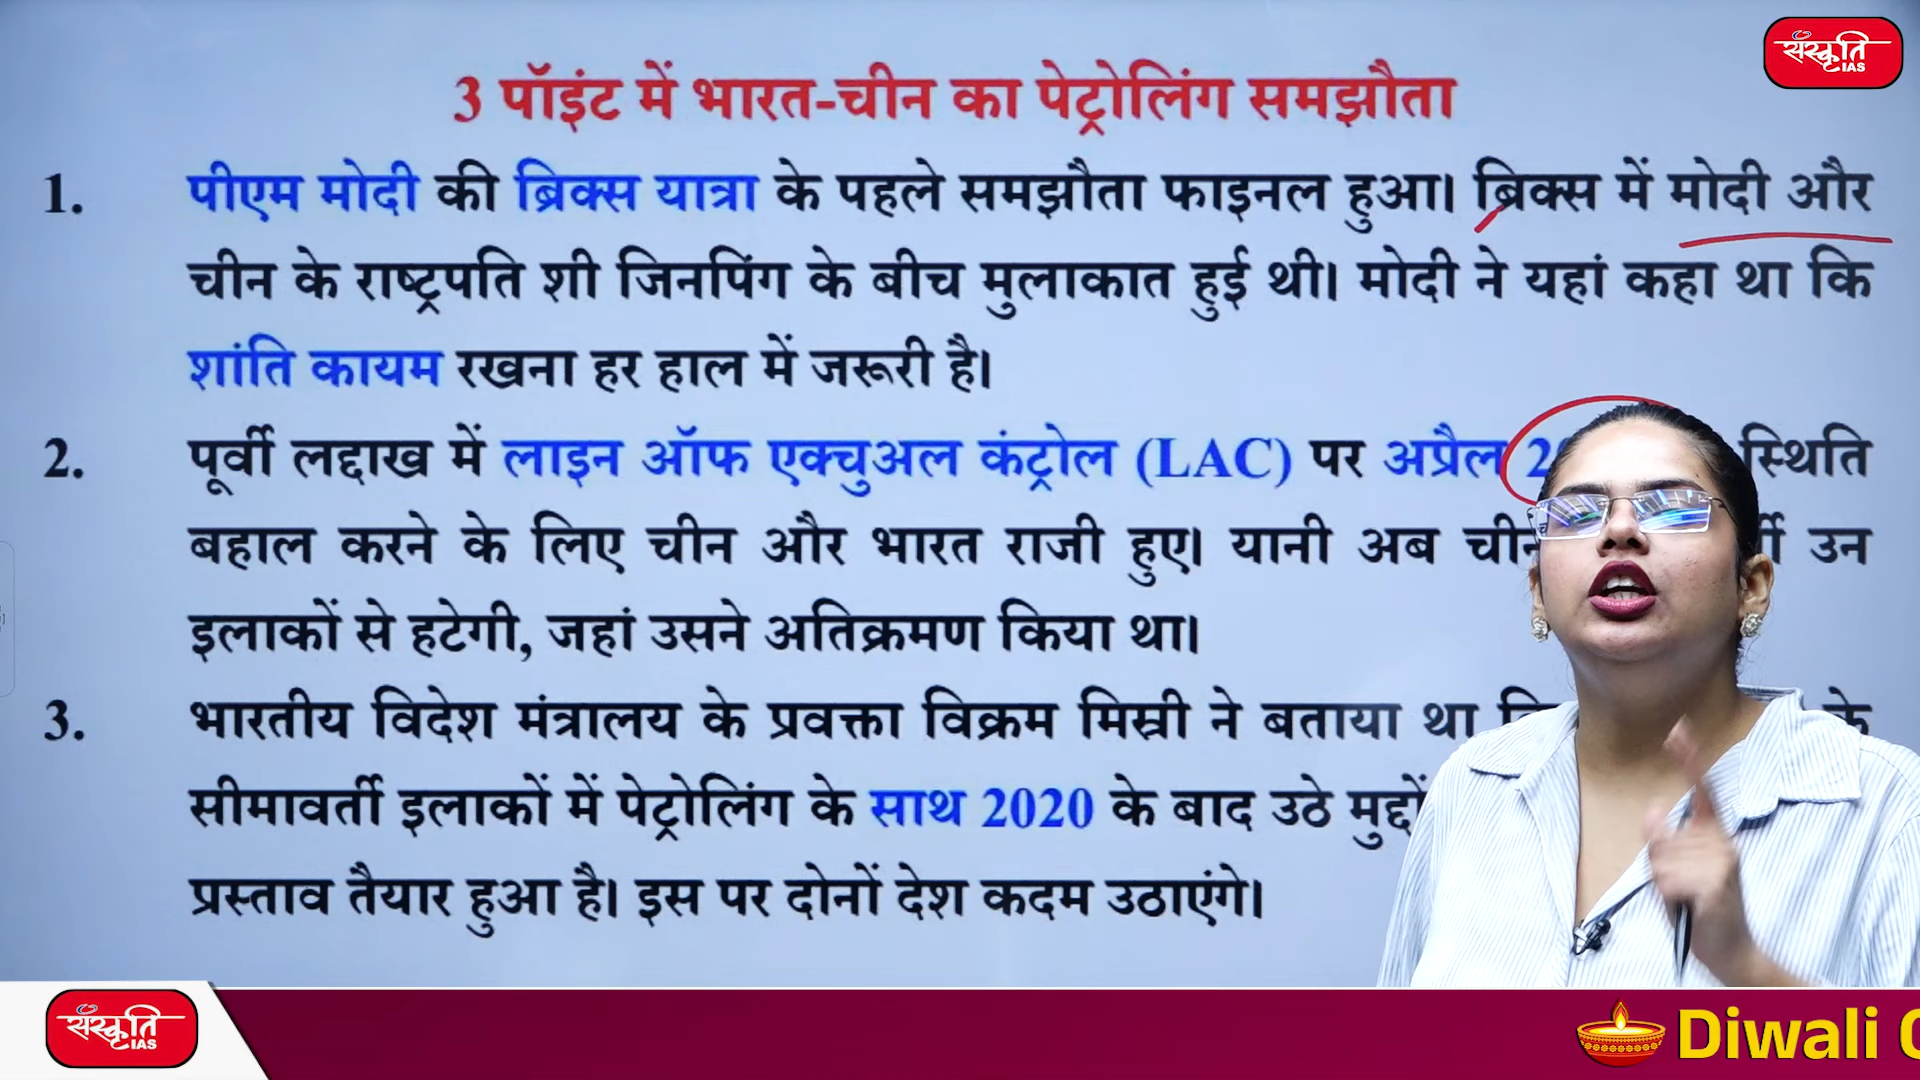 संस्कृति
IAS
3 पॉइंट में भारत-चीन का पेट्रोलिंग समझौता
1. पीएम मोदी की ब्रिक्स यात्रा के पहले समझौता फाइनल हुआ। ब्रिक्स में मोदी और
चीन के राष्ट्रपति शी जिनपिंग के बीच मुलाकात हुई थी। मोदी ने यहां कहा था कि
शांति कायम रखना हर हाल में जरूरी है।
2. पूर्वी लद्दाख में लाइन ऑफ एक्चुअल कंट्रोल (LAC) पर अप्रैल स्थिति
बहाल करने के लिए चीन और भारत राजी हुए। यानी अब उन
इलाकों से हटेगी, जहां उसने अतिक्रमण किया था।
3. भारतीय विदेश मंत्रालय के प्रवक्ता विक्रम मिस्री ने बताया था के
सीमावर्ती इलाकों में पेट्रोलिंग के साथ 2020 के बाद उठे मुद्दों
प्रस्ताव तैयार हुआ है। इस पर दोनों देश कदम उठाएंगे।
संस्कृति
IAS
Diwali